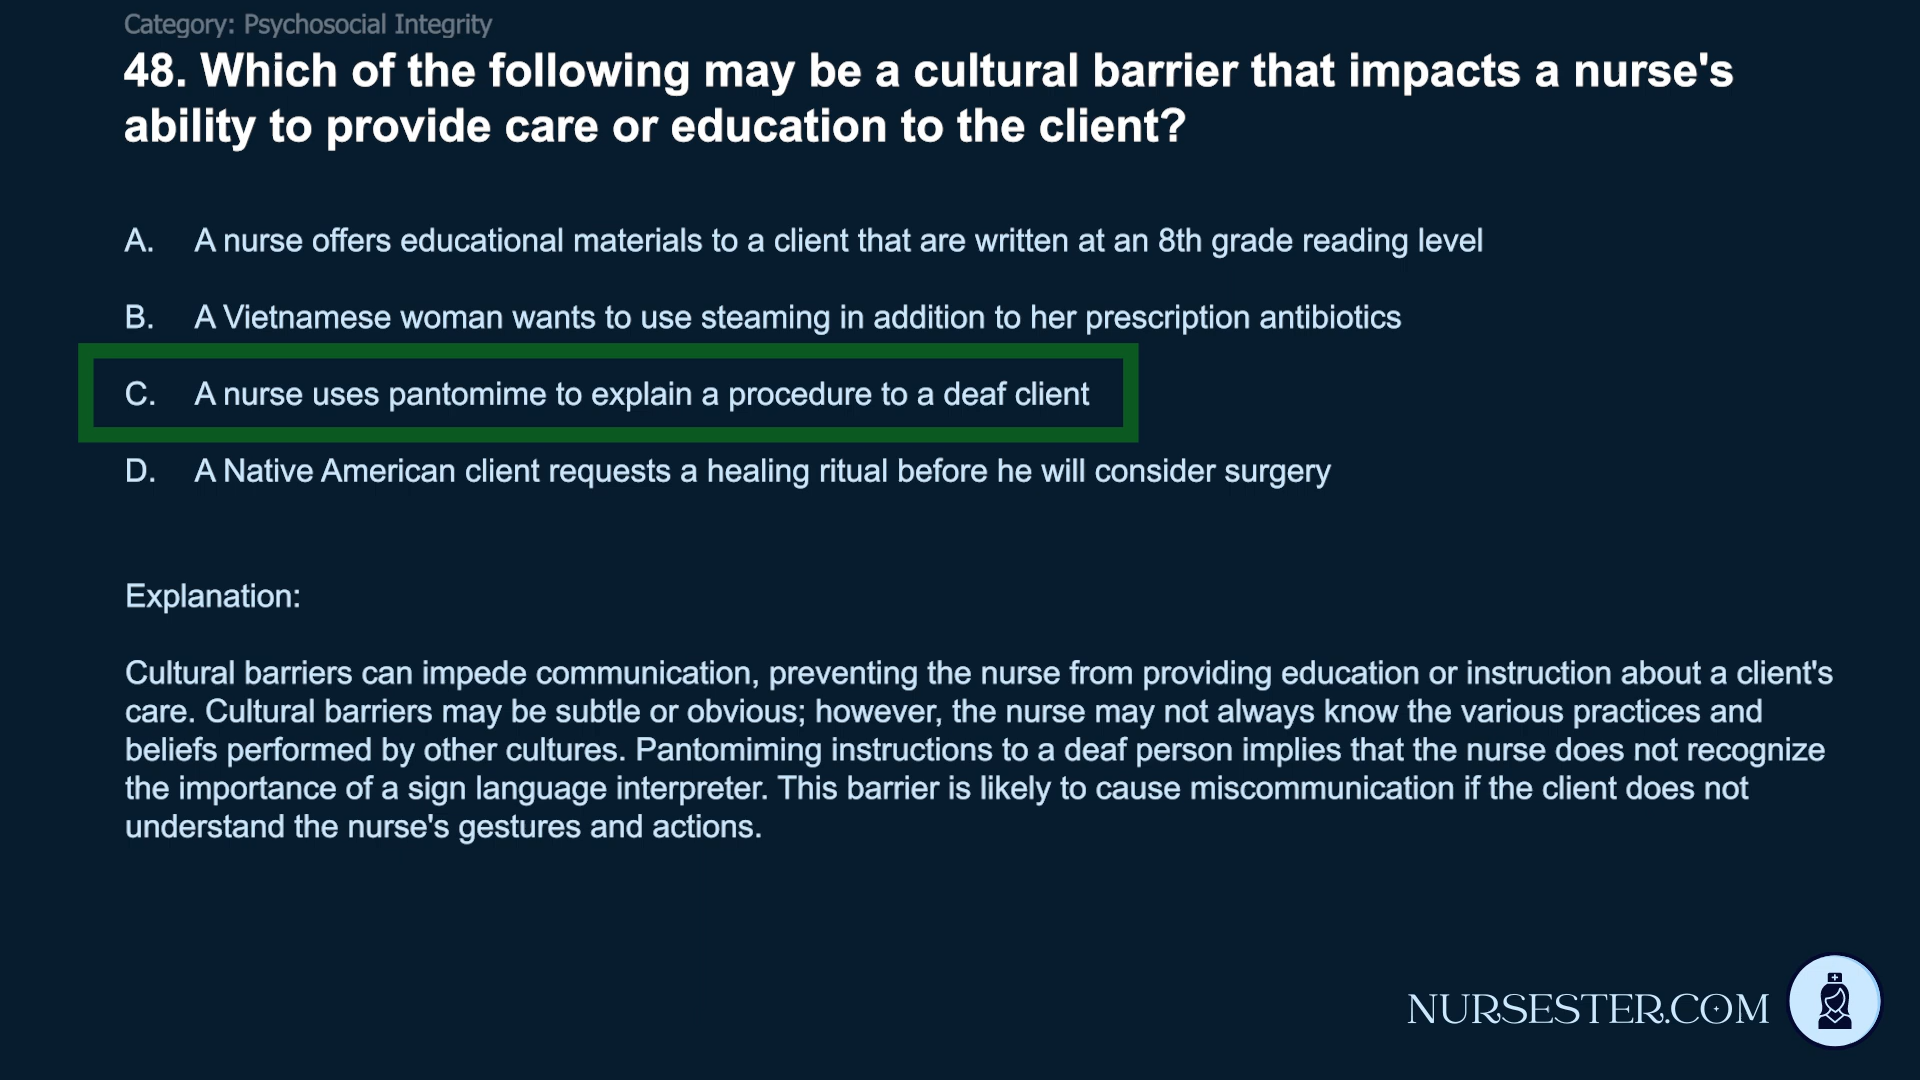 Category: Psychosocial Integrity
48. Which of the following may be a cultural barrier that impacts a nurse's
ability to provide care or education to the client?
A. A nurse offers educational materials to a client that are written at an 8th grade reading level
B. A Vietnamese woman wants to use steaming in addition to her prescription antibiotics
C. A nurse uses pantomime to explain a procedure to a deaf client
D. A Native American client requests a healing ritual before he will consider surgery
Explanation:
Cultural barriers can impede communication, preventing the nurse from providing education or instruction about a client's
care. Cultural barriers may be subtle or obvious; however, the nurse may not always know the various practices and
beliefs performed by other cultures. Pantomiming instructions to a deaf person implies that the nurse does not recognize
the importance of a sign language interpreter. This barrier is likely to cause miscommunication if the client does not
understand the nurse's gestures and actions.
NURSESTER.COM